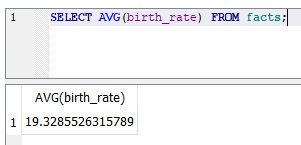 1 SELECT AVG(birth_rate) FROM facts;
AVG(birth_rate)
1 19.3285526315789